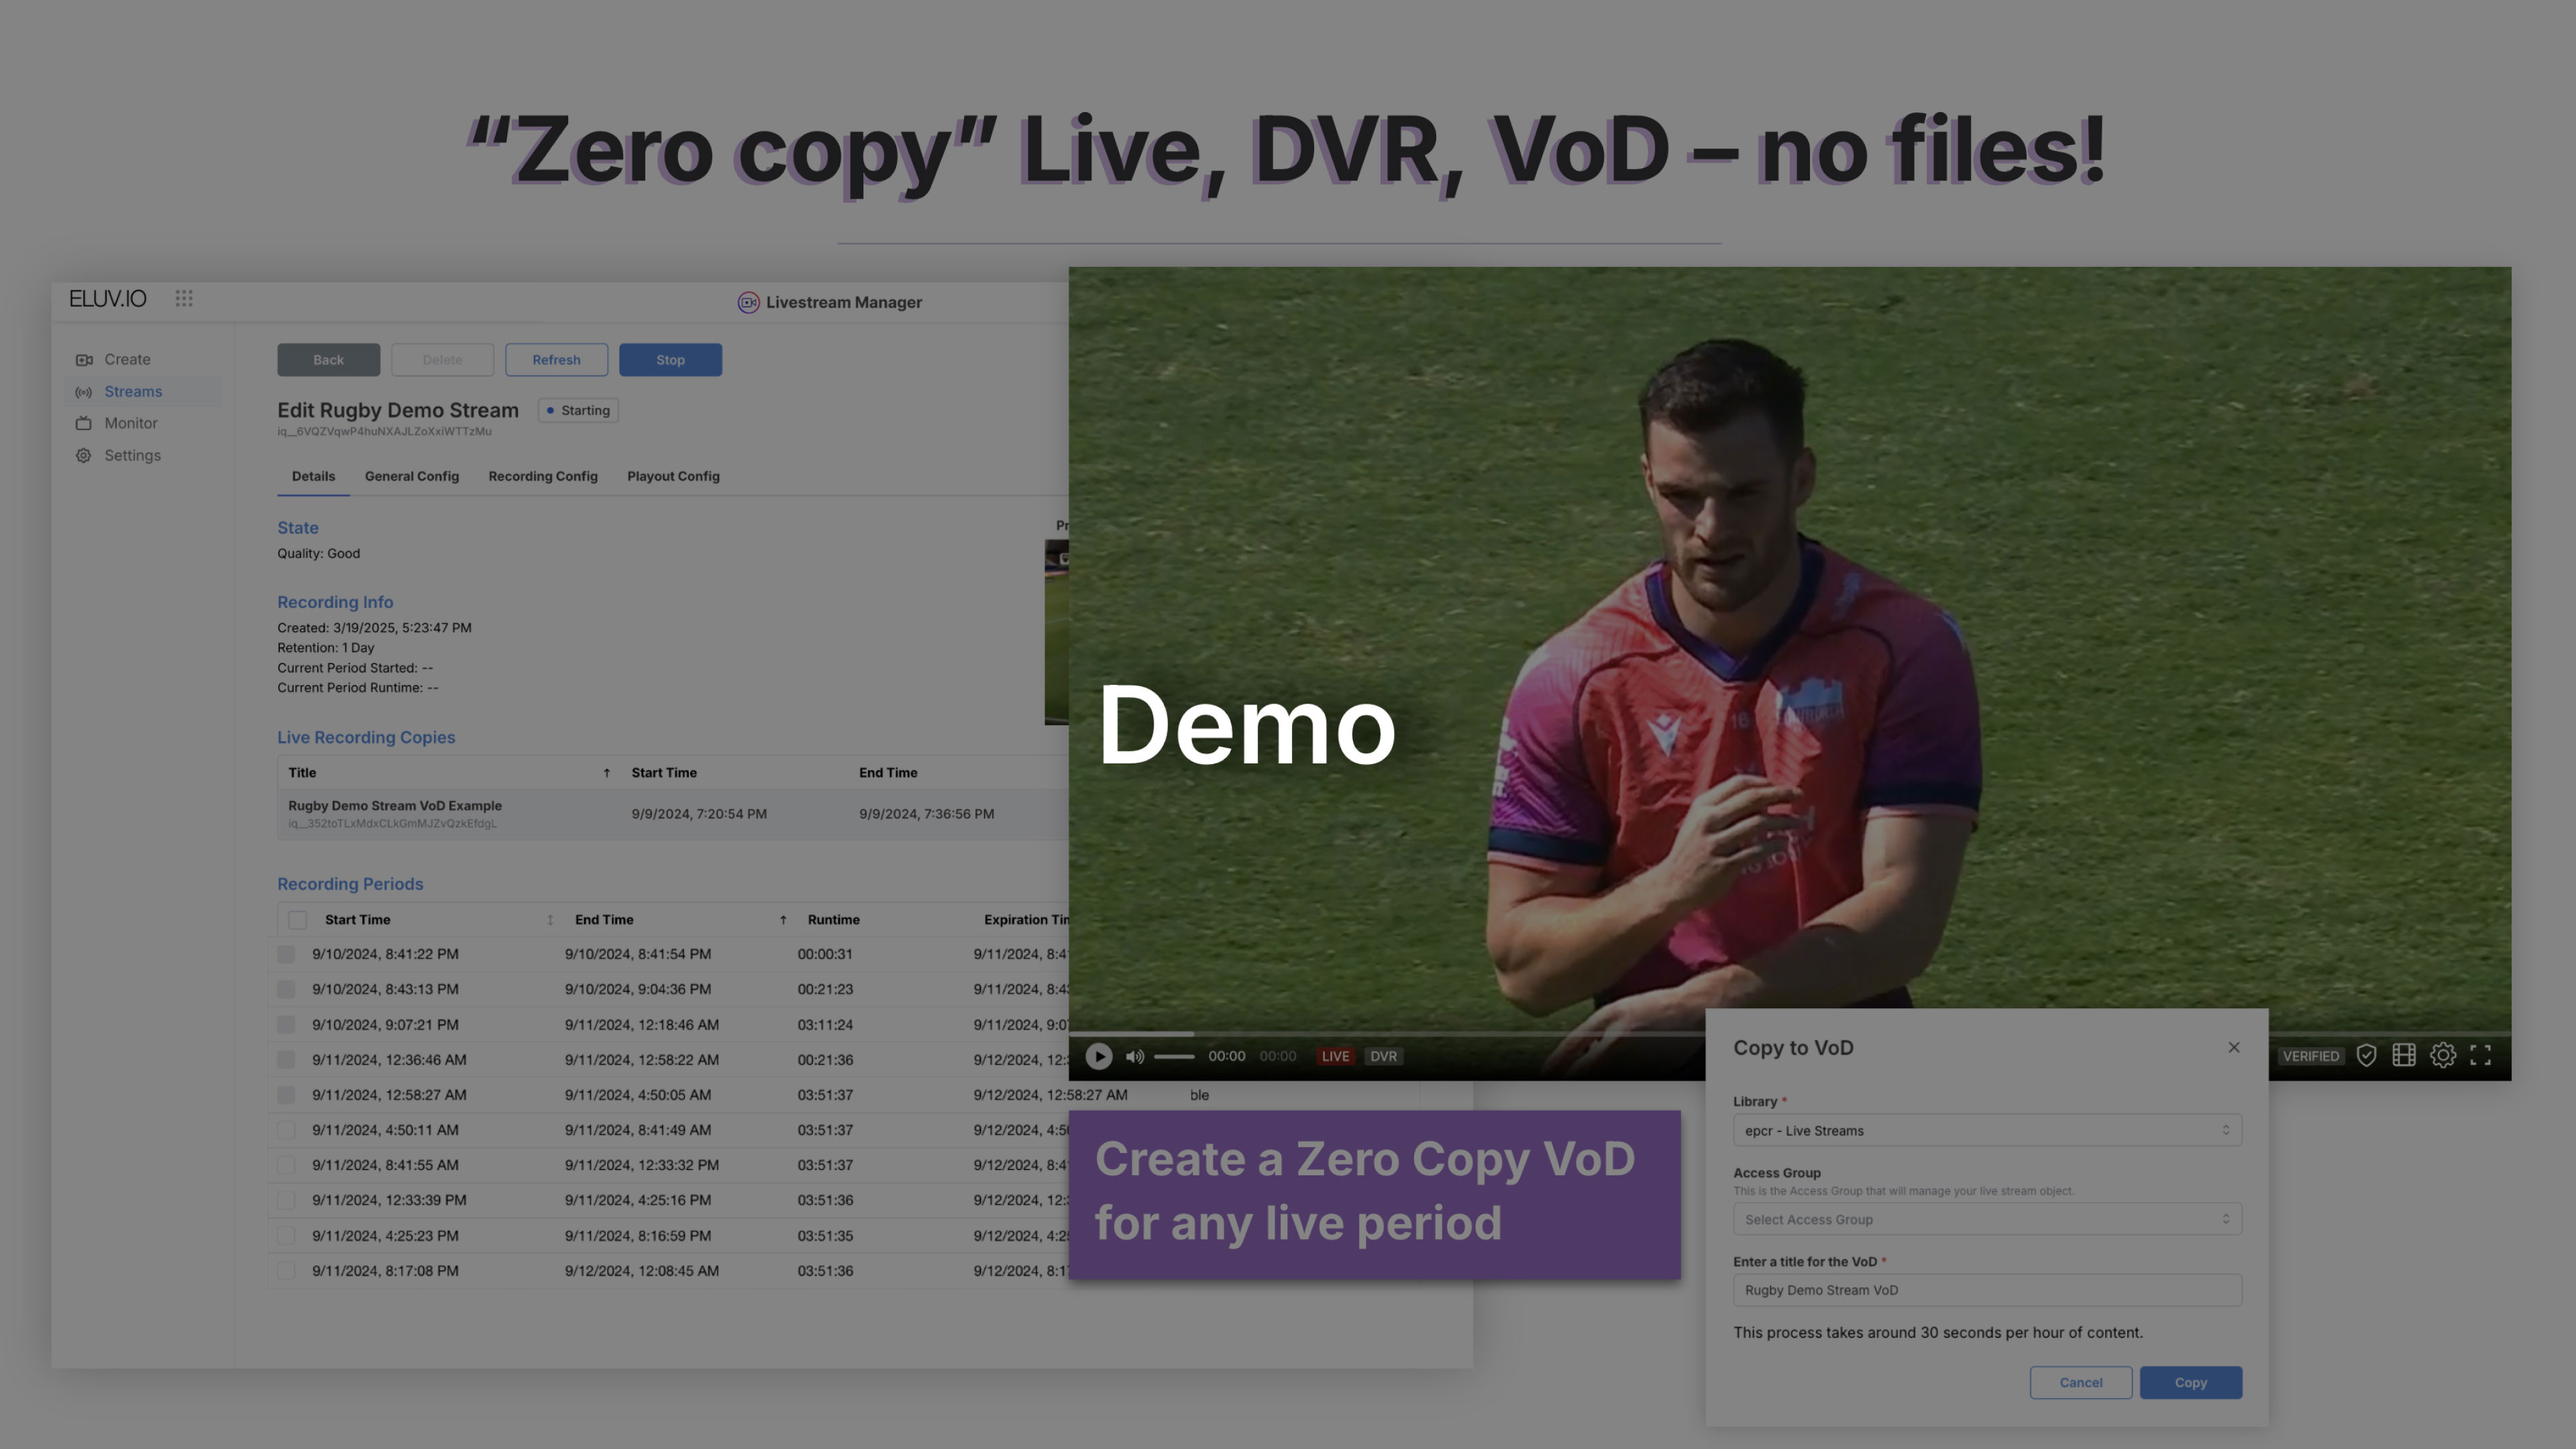 “Zero copy” Live, DVR, VoD – no files!
ELUV.IO
Livestream Manager
Create
Streams
Monitor
Settings
Back Delete Refresh Stop
Edit Rugby Demo Stream Starting
iq__6VQZVqwP4huNXAJLZoXxiWTTzMu
Details General Config Recording Config Playout Config
State
Quality: Good
Recording Info
Created: 3/19/2025, 5:23:47 PM
Retention: 1 Day
Current Period Started: --
Current Period Runtime: --
Live Recording Copies
Title Start Time End Time
Rugby Demo Stream VoD Example 9/9/2024, 7:20:54 PM 9/9/2024, 7:36:56 PM
iq__352toTLxMdxCLkGmMJZvQzkEfdgL
Recording Periods
Start Time End Time Runtime Expiration Tim
9/10/2024, 8:41:22 PM 9/10/2024, 8:41:54 PM 00:00:31 9/11/2024, 8:4
9/10/2024, 8:43:13 PM 9/10/2024, 9:04:36 PM 00:21:23 9/11/2024, 8:4
9/10/2024, 9:07:21 PM 9/11/2024, 12:18:46 AM 03:11:24 9/11/2024, 9:0
9/11/2024, 12:36:46 AM 9/11/2024, 12:58:22 AM 00:21:36 9/12/2024, 12:
9/11/2024, 12:58:27 AM 9/11/2024, 4:50:05 AM 03:51:37 9/12/2024, 12:58:27 AM ble
9/11/2024, 4:50:11 AM 9/11/2024, 8:41:49 AM 03:51:37 9/12/2024, 4:5
9/11/2024, 8:41:55 AM 9/11/2024, 12:33:32 PM 03:51:37 9/12/2024, 8:4
9/11/2024, 12:33:39 PM 9/11/2024, 4:25:16 PM 03:51:36 9/12/2024, 12:
9/11/2024, 4:25:23 PM 9/11/2024, 8:16:59 PM 03:51:35 9/12/2024, 4:2
9/11/2024, 8:17:08 PM 9/12/2024, 12:08:45 AM 03:51:36 9/12/2024, 8:1
Pr
Demo
16
00:00 00:00 LIVE DVR
VERIFIED
Create a Zero Copy VoD
for any live period
Copy to VoD
Library *
epcr - Live Streams
Access Group
This is the Access Group that will manage your live stream object.
Select Access Group
Enter a title for the VoD *
Rugby Demo Stream VoD
This process takes around 30 seconds per hour of content.
Cancel Copy